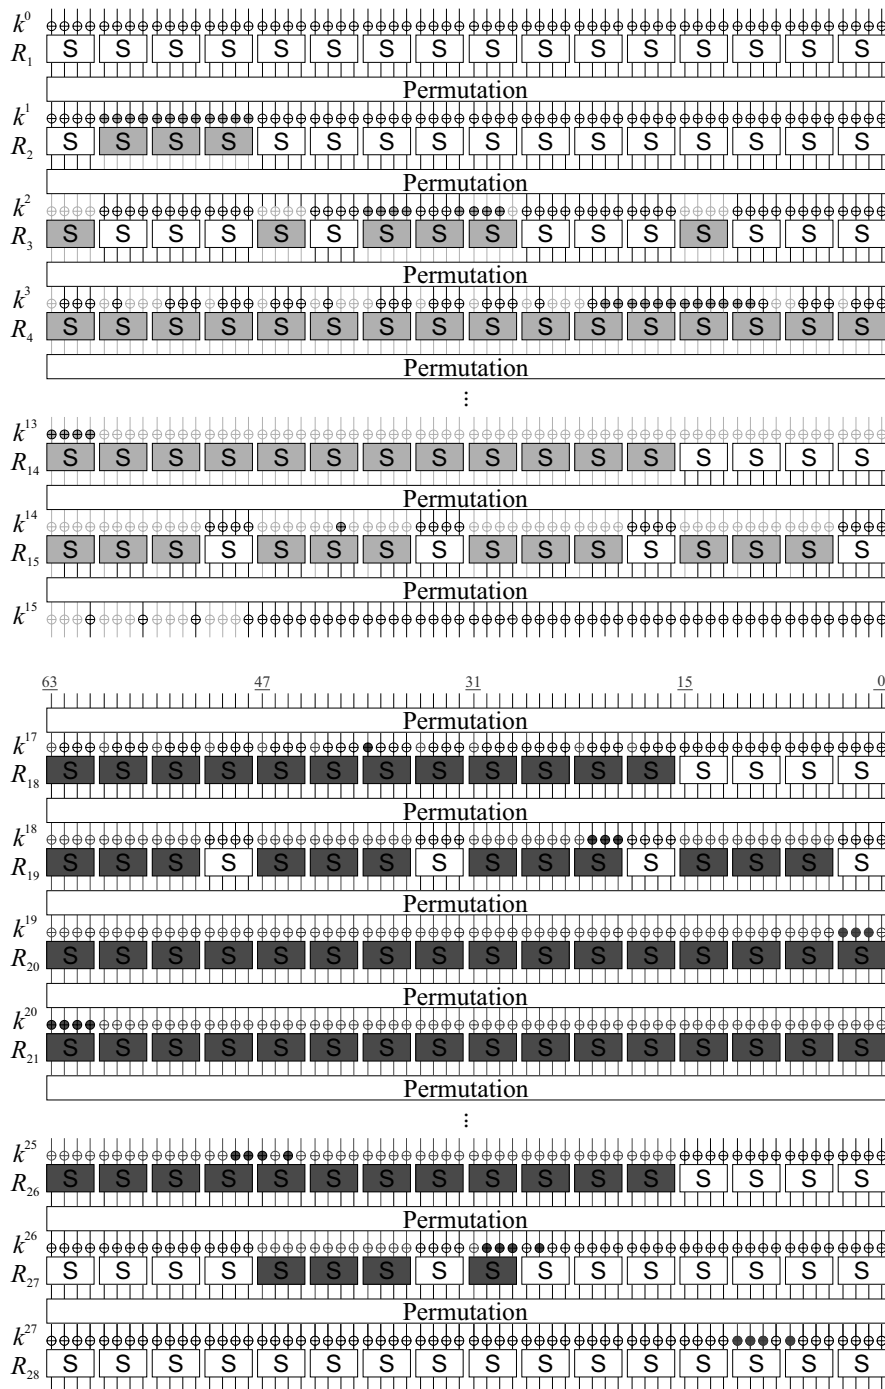 k⁰
R₁ S S S S S S S S S S S S S S S S
Permutation
k¹
R₂ S S S S S S S S S S S S S S S S
Permutation
k²
R₃ S S S S S S S S S S S S S S S S
Permutation
k³
R₄ S S S S S S S S S S S S S S S S
Permutation
...
k¹³
R₁₄ S S S S S S S S S S S S S S S S
Permutation
k¹⁴
R₁₅ S S S S S S S S S S S S S S S S
Permutation
k¹⁵
63 47 31 15 0
Permutation
k¹⁷
R₁₈ S S S S S S S S S S S S S S S S
Permutation
k¹⁸
R₁₉ S S S S S S S S S S S S S S S S
Permutation
k¹⁹
R₂₀ S S S S S S S S S S S S S S S S
Permutation
k²⁰
R₂₁ S S S S S S S S S S S S S S S S
Permutation
...
k²⁵
R₂₆ S S S S S S S S S S S S S S S S
Permutation
k²⁶
R₂₇ S S S S S S S S S S S S S S S S
Permutation
k²⁷
R₂₈ S S S S S S S S S S S S S S S S